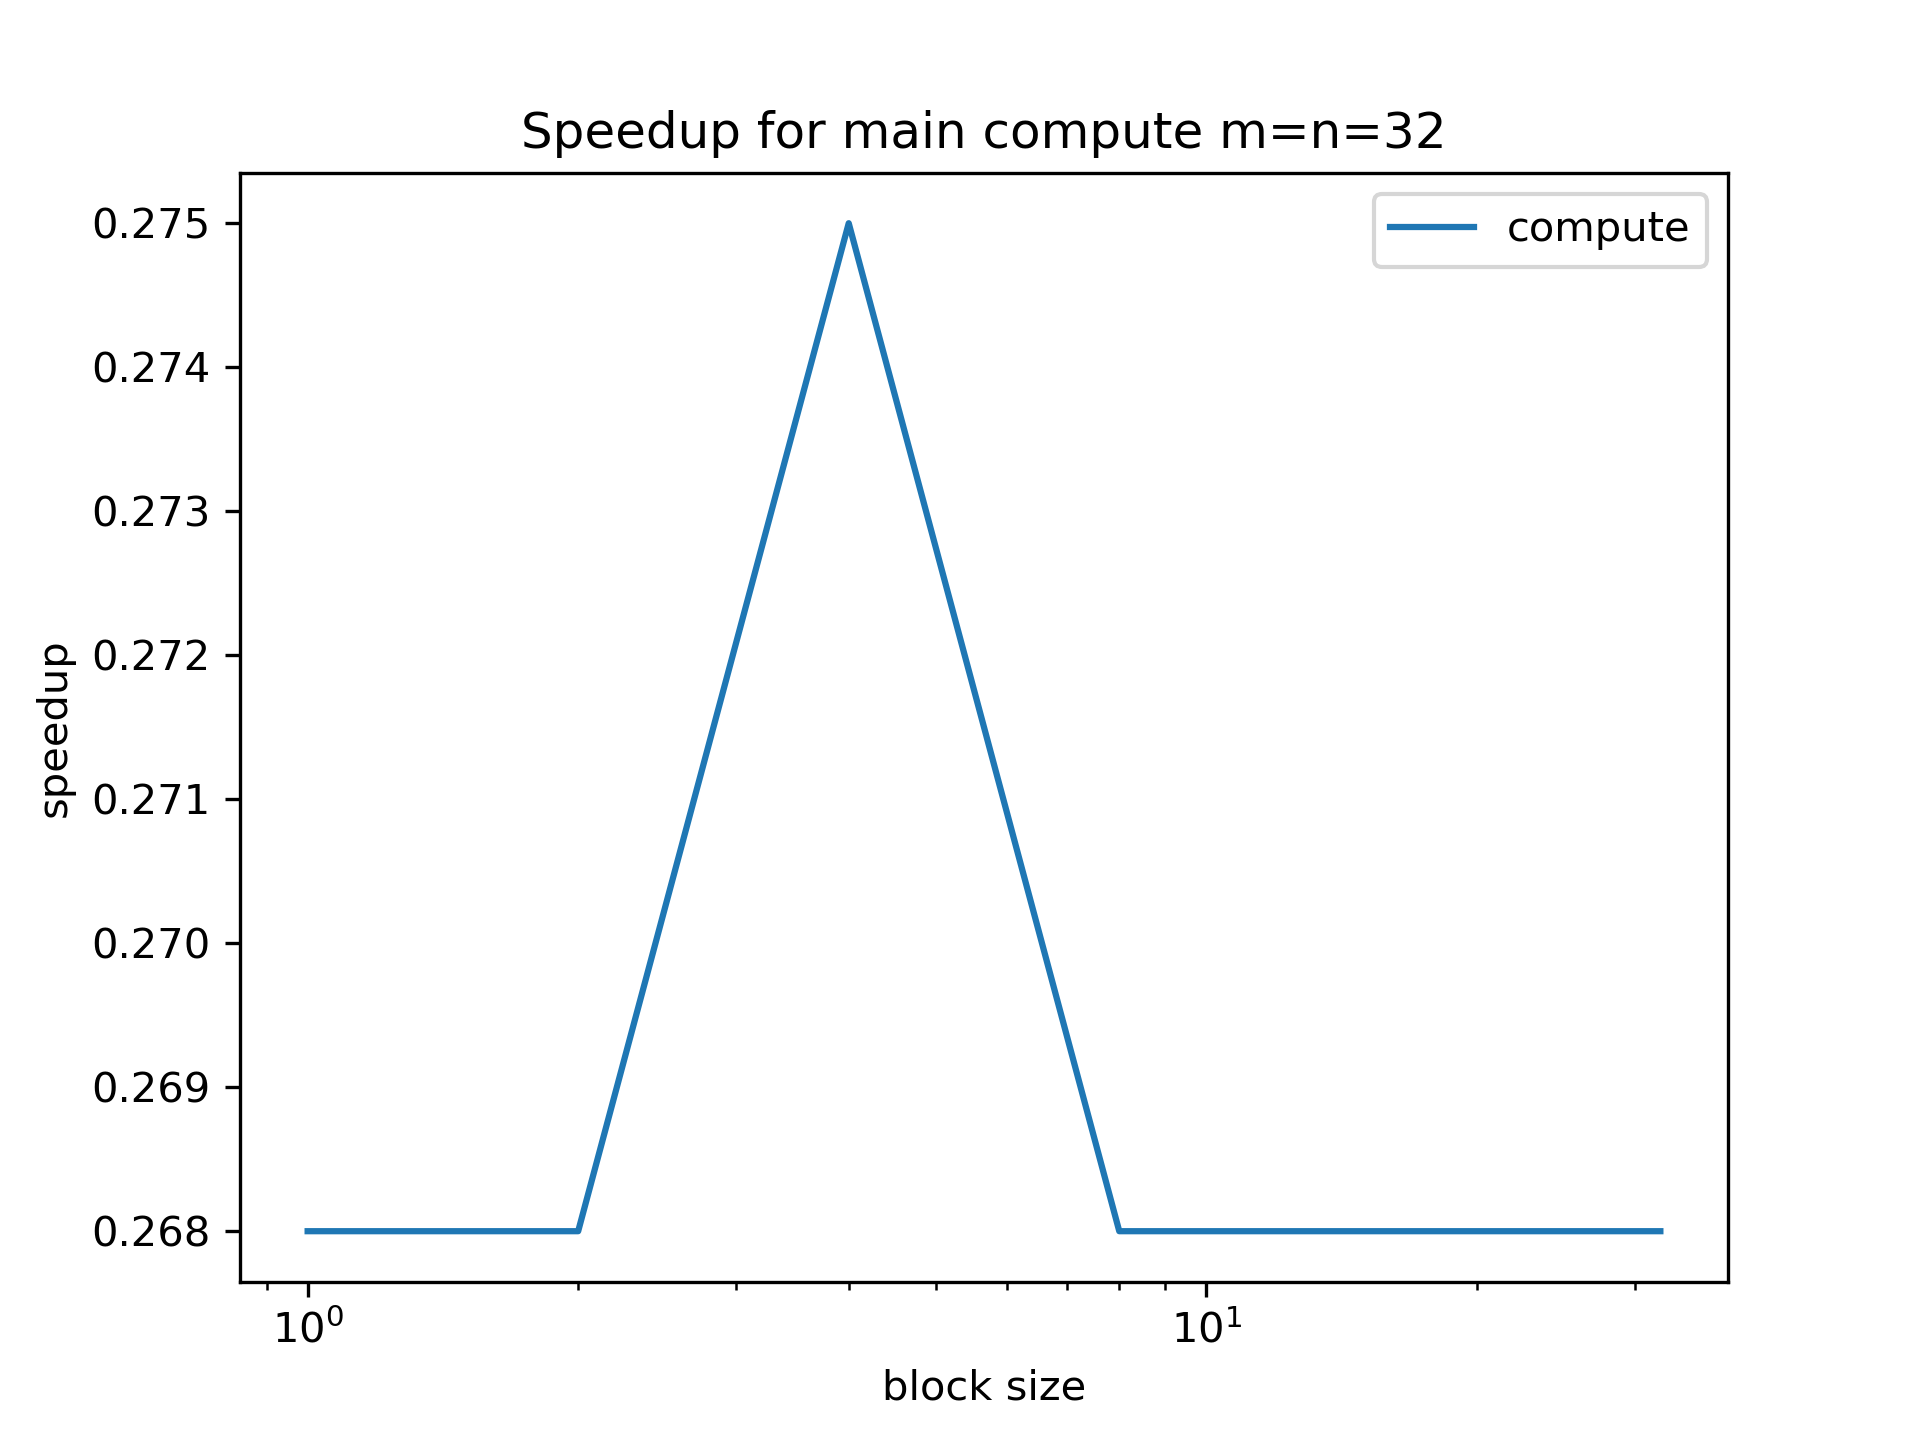 Speedup for main compute m=n=32
compute
0.275
0.274
0.273
0.272
0.271
0.270
0.269
0.268
speedup
10⁰
10¹
block size